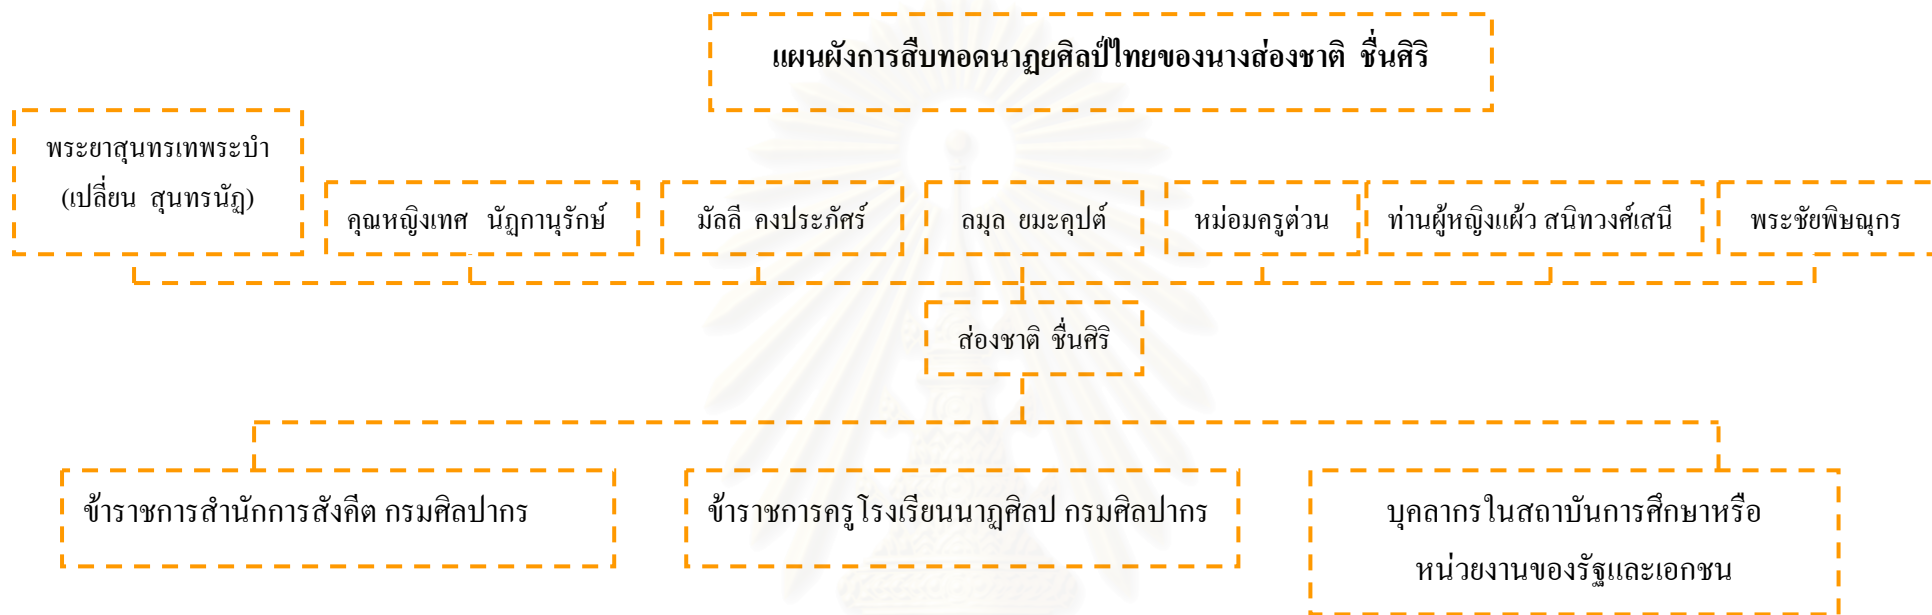 แผนผังการสืบทอดนาฏยศิลป์ไทยของนางส่องชาติ ชื่นศิริ
พระยาสุนทรเทพระบำ
(เปลี่ยน สุนทรนัฏ)
คุณหญิงเทศ นัฏกานุรักษ์
มัลลี คงประภัศร์
ลมุล ยมะคุปต์
หม่อมครูต่วน
ท่านผู้หญิงแผ้ว สนิทวงศ์เสนี
พระชัยพิษณุกร
ส่องชาติ ชื่นศิริ
ข้าราชการสำนักการสังคีต กรมศิลปากร
ข้าราชการครูโรงเรียนนาฏศิลป กรมศิลปากร
บุคลากรในสถาบันการศึกษาหรือ
หน่วยงานของรัฐและเอกชน